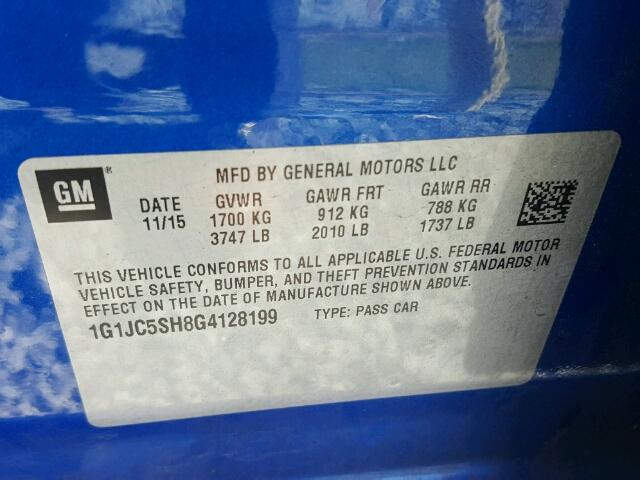 GM®
MFD BY GENERAL MOTORS LLC
DATE GVWR GAWR FRT GAWR RR
11/15 1700 KG 912 KG 788 KG
3747 LB 2010 LB 1737 LB
THIS VEHICLE CONFORMS TO ALL APPLICABLE U.S. FEDERAL MOTOR
VEHICLE SAFETY, BUMPER, AND THEFT PREVENTION STANDARDS IN
EFFECT ON THE DATE OF MANUFACTURE SHOWN ABOVE.
1G1JC5SH8G4128199 TYPE: PASS CAR